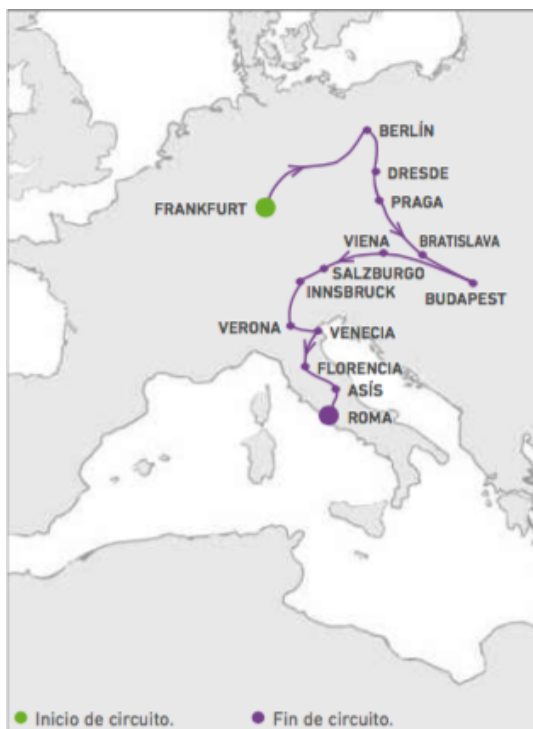 BERLÍN
DRESDE
FRANKFURT
PRAGA
VIENA
BRATISLAVA
SALZBURGO
INNSBRUCK
BUDAPEST
VERONA
VENECIA
FLORENCIA
ASÍS
ROMA
Inicio de circuito.
Fin de circuito.